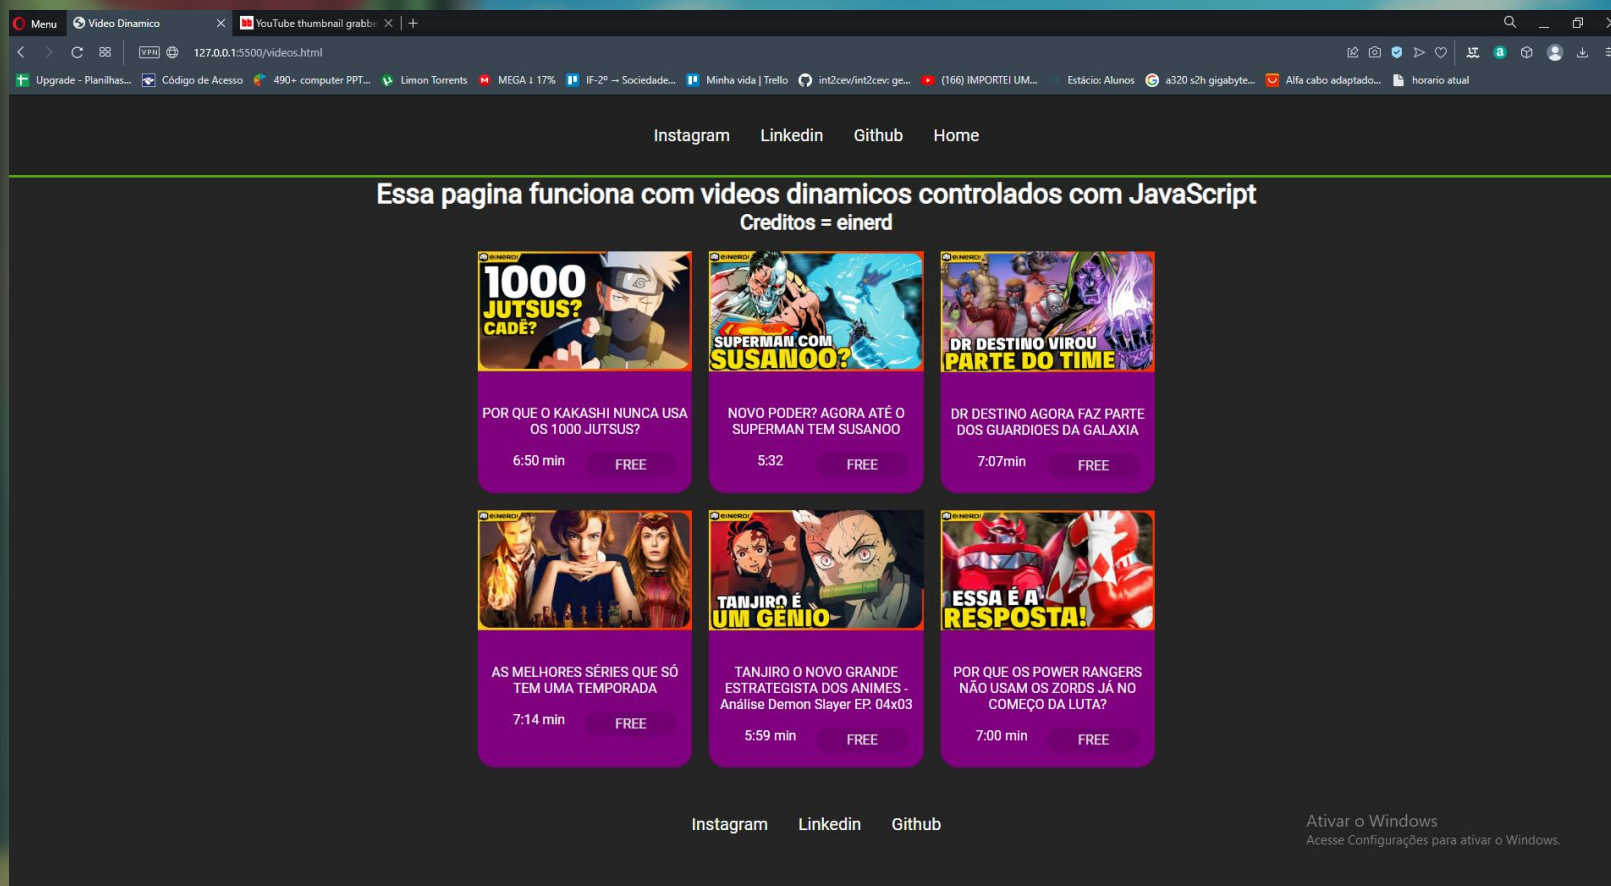 Menu
Video Dinamico
YouTube thumbnail grabbe
VPN
127.0.0.1:5500/videos.html
Upgrade - Planilhas...
Código de Acesso
490+ computer PPT...
Limon Torrents
MEGA ↓ 17%
IF-2º → Sociedade...
Minha vida | Trello
int2cev/int2cev: ge...
(166) IMPORTEI UM...
Estácio: Alunos
a320 s2h gigabyte...
Alfa cabo adaptado...
horario atual
Instagram Linkedin Github Home
Essa pagina funciona com videos dinamicos controlados com JavaScript
Creditos = einerd
einerd!
1000
JUTSUS?
CADÊ?
POR QUE O KAKASHI NUNCA USA
OS 1000 JUTSUS?
6:50 min FREE
einerd!
SUPERMAN COM
SUSANOO?
NOVO PODER? AGORA ATÉ O
SUPERMAN TEM SUSANOO
5:32 FREE
einerd!
DR DESTINO VIROU
PARTE DO TIME
DR DESTINO AGORA FAZ PARTE
DOS GUARDIOES DA GALAXIA
7:07min FREE
einerd!
AS MELHORES SÉRIES QUE SÓ
TEM UMA TEMPORADA
7:14 min FREE
einerd!
TANJIRO É
UM GÊNIO
TANJIRO O NOVO GRANDE
ESTRATEGISTA DOS ANIMES -
Análise Demon Slayer EP. 04x03
5:59 min FREE
einerd!
ESSA É A
RESPOSTA!
POR QUE OS POWER RANGERS
NÃO USAM OS ZORDS JÁ NO
COMEÇO DA LUTA?
7:00 min FREE
Instagram Linkedin Github
Ativar o Windows
Acesse Configurações para ativar o Windows.